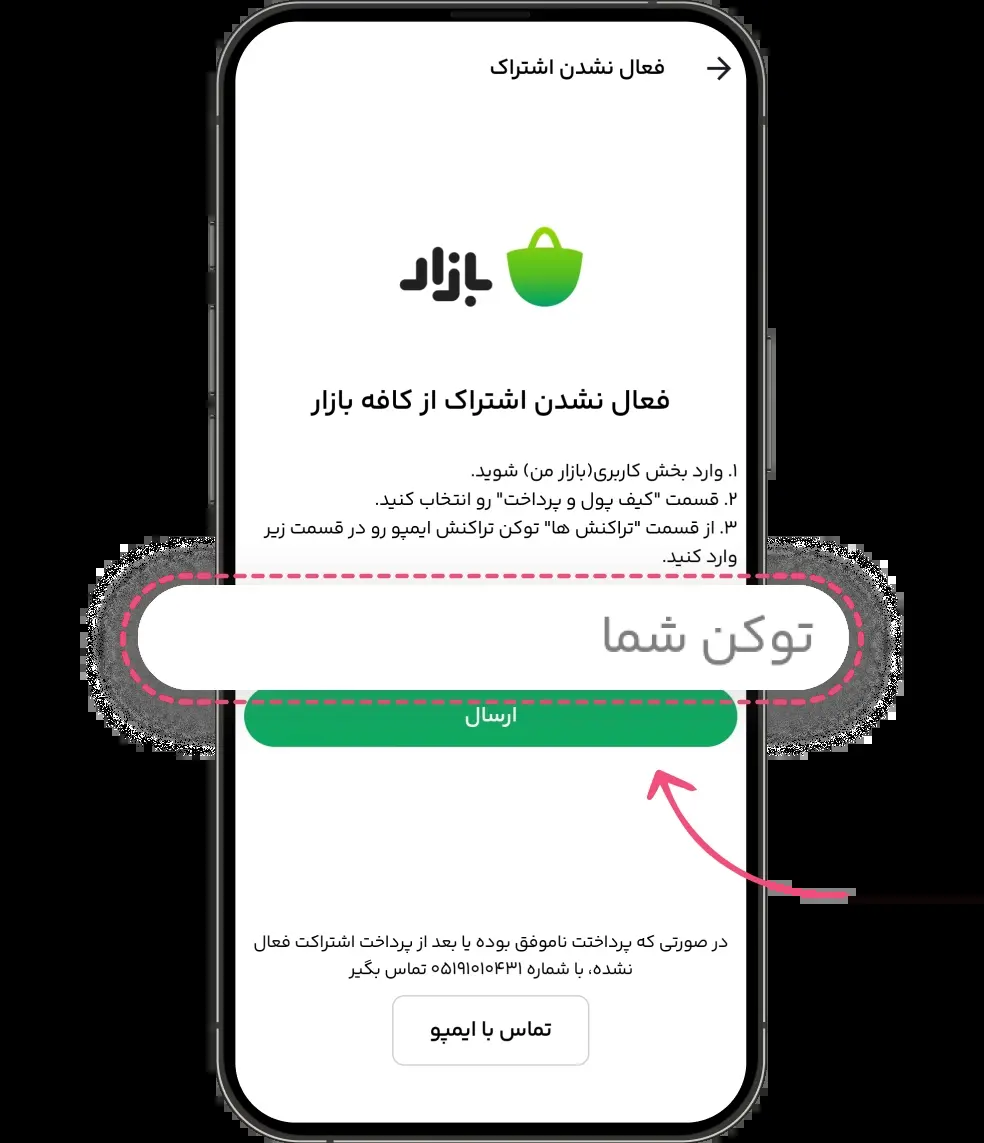 فعال نشدن اشتراک
بازار
فعال نشدن اشتراک از کافه بازار
۱. وارد بخش کاربری(بازار من) شوید.
۲. قسمت "کیف پول و پرداخت" رو انتخاب کنید.
۳. از قسمت "تراکنش ها" توکن تراکنش ایمپو رو در قسمت زیر
وارد کنید.
توکن شما
ارسال
در صورتی که پرداختت ناموفق بوده یا بعد از پرداخت اشتراکت فعال
نشده، با شماره ۰۵۱۹۱۰۱۰۴۳۱ تماس بگیر
تماس با ایمپو